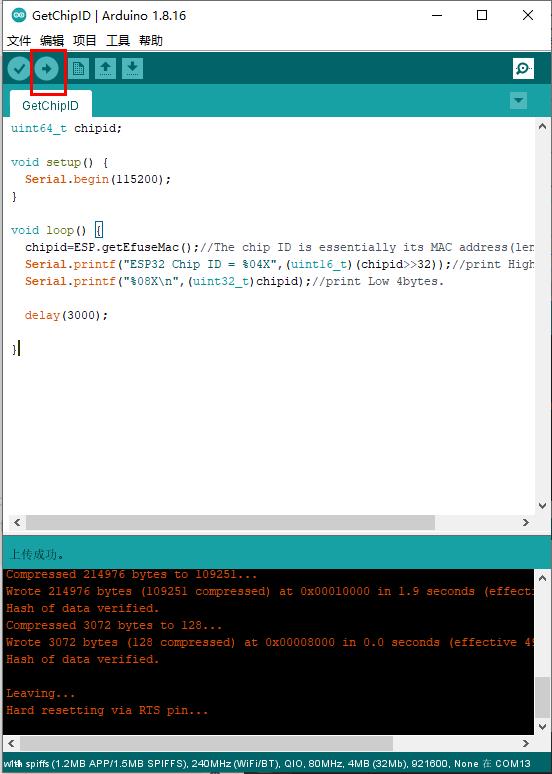 GetChipID | Arduino 1.8.16
文件 编辑 项目 工具 帮助
GetChipID
uint64_t chipid;
void setup() {
Serial.begin(115200);
}
void loop() {
chipid=ESP.getEfuseMac();//The chip ID is essentially its MAC address(len
Serial.printf("ESP32 Chip ID = %04X",(uint16_t)(chipid>>32));//print High
Serial.printf("%08X\n",(uint32_t)chipid);//print Low 4bytes.
delay(3000);
}
上传成功。
Compressed 214976 bytes to 109251...
Wrote 214976 bytes (109251 compressed) at 0x00010000 in 1.9 seconds (effecti
Hash of data verified.
Compressed 3072 bytes to 128...
Wrote 3072 bytes (128 compressed) at 0x00008000 in 0.0 seconds (effective 49
Hash of data verified.
Leaving...
Hard resetting via RTS pin...
with spiffs (1.2MB APP/1.5MB SPIFFS), 240MHz (WiFi/BT), QIO, 80MHz, 4MB (32Mb), 921600, None 在 COM13